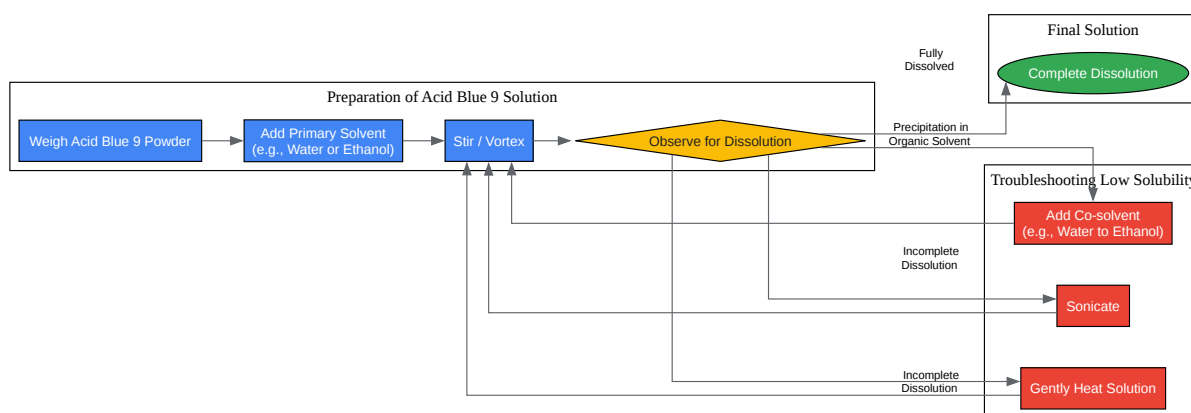 Final Solution
Fully
Dissolved
Complete Dissolution
Preparation of Acid Blue 9 Solution
Weigh Acid Blue 9 Powder
Add Primary Solvent
(e.g., Water or Ethanol)
Stir / Vortex
Observe for Dissolution
Precipitation in
Organic Solvent
Troubleshooting Low Solubility
Add Co-solvent
(e.g., Water to Ethanol)
Incomplete
Dissolution
Sonicate
Incomplete
Dissolution
Gently Heat Solution